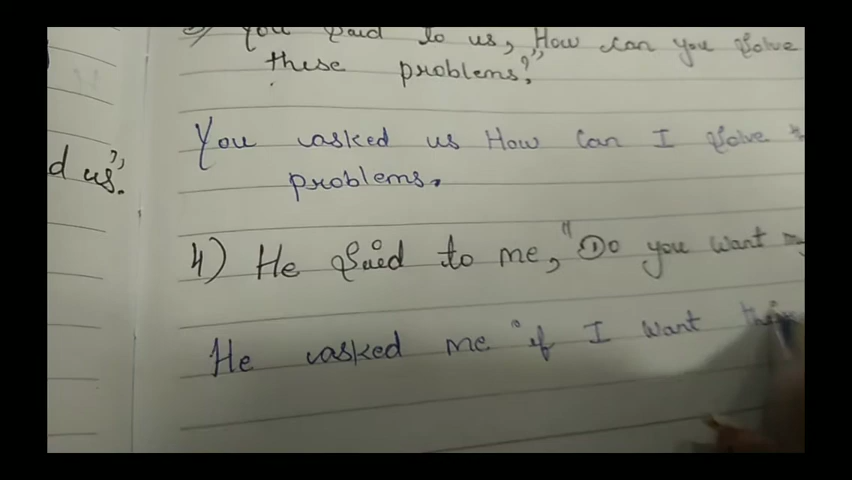 3) You Said to us, "How can you Solve
these problems?"
d us".
You asked us How Can I Solve
problems.
4) He Said to me, "Do you want
He asked me if I want